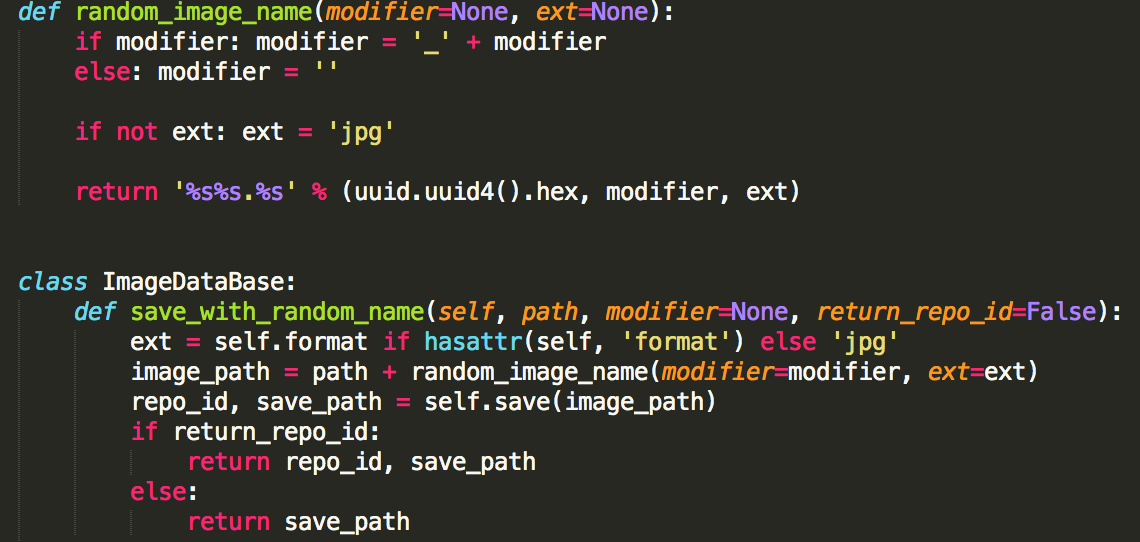 def random_image_name(modifier=None, ext=None):
    if modifier: modifier = '_' + modifier
    else: modifier = ''
    if not ext: ext = 'jpg'
    return '%s%s.%s' % (uuid.uuid4().hex, modifier, ext)
class ImageDataBase:
    def save_with_random_name(self, path, modifier=None, return_repo_id=False):
        ext = self.format if hasattr(self, 'format') else 'jpg'
        image_path = path + random_image_name(modifier=modifier, ext=ext)
        repo_id, save_path = self.save(image_path)
        if return_repo_id:
            return repo_id, save_path
        else:
            return save_path